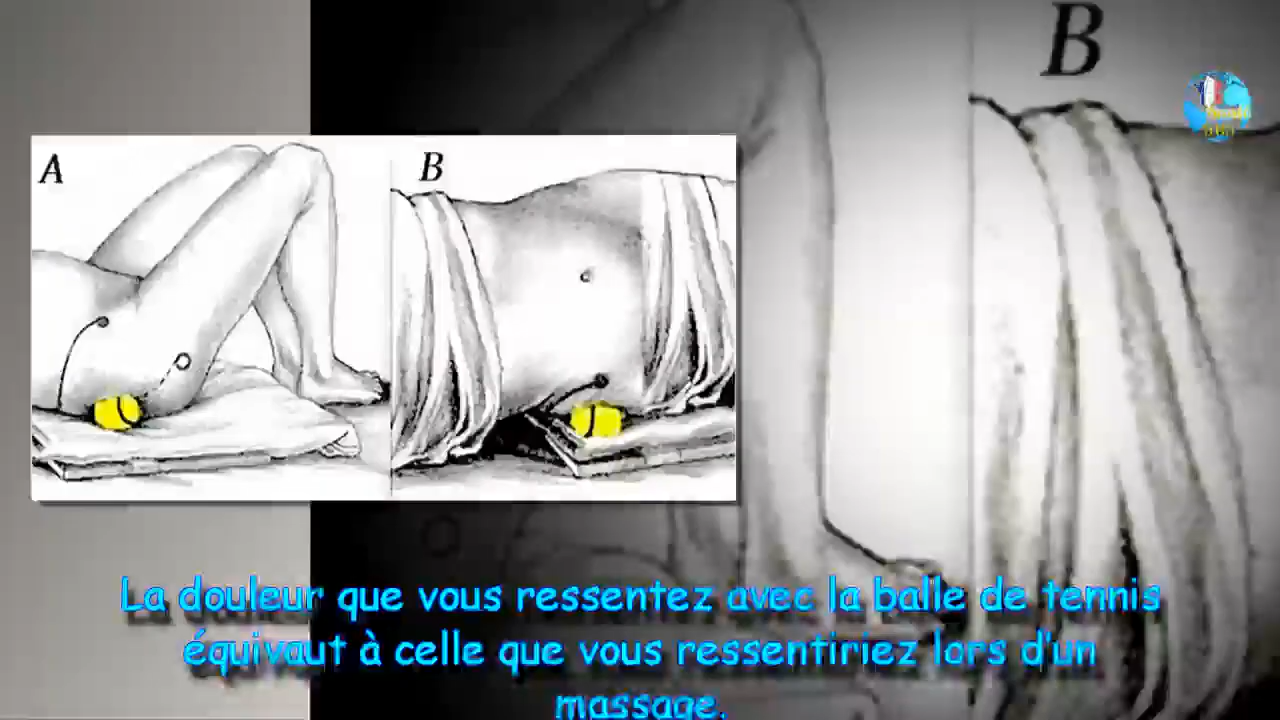 B
A
B
La douleur que vous ressentez avec la balle de tennis
équivaut à celle que vous ressentiriez lors d'un
massage.